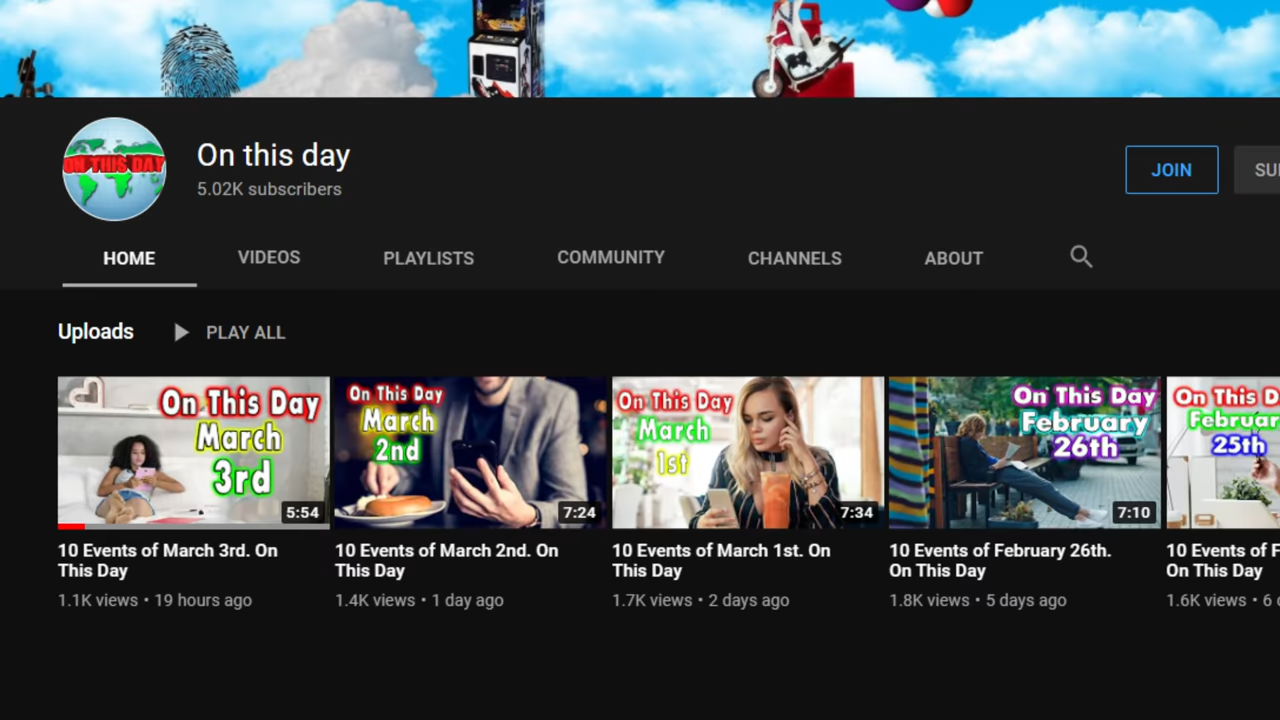 ON THIS DAY
On this day
5.02K subscribers
JOIN
HOME
VIDEOS
PLAYLISTS
COMMUNITY
CHANNELS
ABOUT
Uploads
PLAY ALL
On This Day
March
3rd
5:54
On This Day
March
2nd
7:24
On This Day
March
1st
7:34
On This Day
February
26th
7:10
On This
25th
10 Events of March 3rd. On
This Day
1.1K views • 19 hours ago
10 Events of March 2nd. On
This Day
1.4K views • 1 day ago
10 Events of March 1st. On
This Day
1.7K views • 2 days ago
10 Events of February 26th.
On This Day
1.8K views • 5 days ago
10 Events of
On This Day
1.6K views • 6